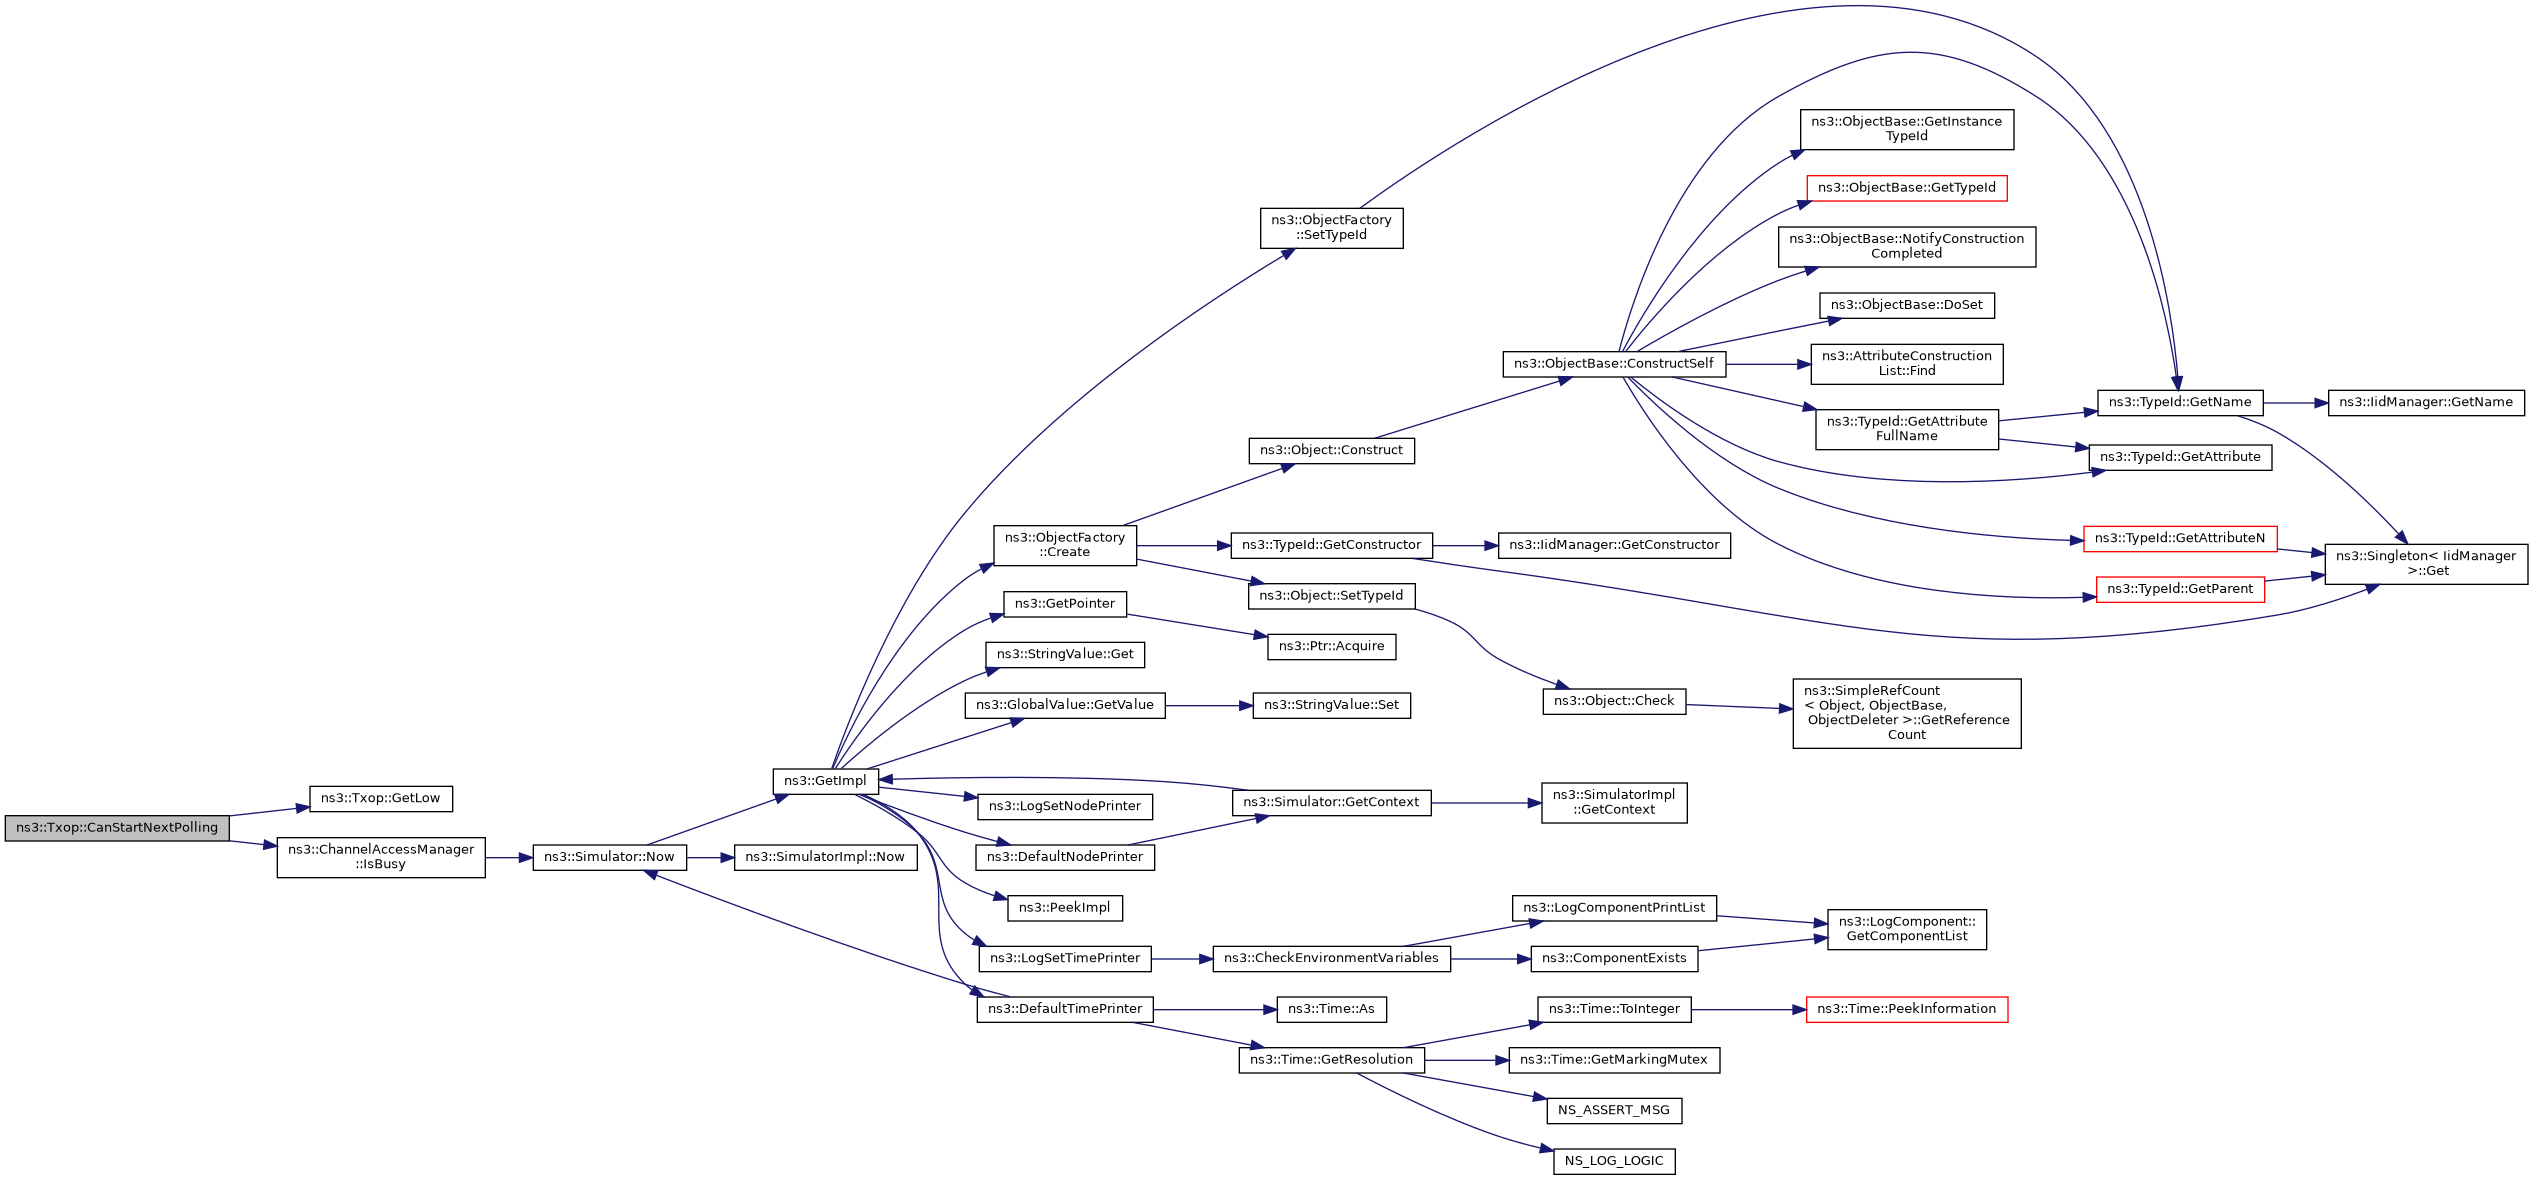 ns3::Txop::CanStartNextPolling
ns3::Txop::GetLow
ns3::ChannelAccessManager
::IsBusy
ns3::Simulator::Now
ns3::GetImpl
ns3::SimulatorImpl::Now
ns3::ObjectFactory
::SetTypeId
ns3::ObjectFactory
::Create
ns3::GetPointer
ns3::StringValue::Get
ns3::GlobalValue::GetValue
ns3::LogSetNodePrinter
ns3::DefaultNodePrinter
ns3::PeekImpl
ns3::LogSetTimePrinter
ns3::DefaultTimePrinter
ns3::Object::Construct
ns3::TypeId::GetConstructor
ns3::Object::SetTypeId
ns3::Ptr::Acquire
ns3::StringValue::Set
ns3::Simulator::GetContext
ns3::CheckEnvironmentVariables
ns3::Time::As
ns3::Time::GetResolution
ns3::ObjectBase::ConstructSelf
ns3::IidManager::GetConstructor
ns3::Object::Check
ns3::SimulatorImpl
::GetContext
ns3::LogComponentPrintList
ns3::ComponentExists
ns3::Time::ToInteger
ns3::Time::GetMarkingMutex
NS_ASSERT_MSG
NS_LOG_LOGIC
ns3::ObjectBase::GetInstance
TypeId
ns3::ObjectBase::GetTypeId
ns3::ObjectBase::NotifyConstruction
Completed
ns3::ObjectBase::DoSet
ns3::AttributeConstruction
List::Find
ns3::TypeId::GetAttribute
FullName
ns3::SimpleRefCount
< Object, ObjectBase,
ObjectDeleter >::GetReference
Count
ns3::LogComponent::
GetComponentList
ns3::Time::PeekInformation
ns3::TypeId::GetName
ns3::TypeId::GetAttribute
ns3::TypeId::GetAttributeN
ns3::TypeId::GetParent
ns3::IidManager::GetName
ns3::Singleton< IidManager
>::Get